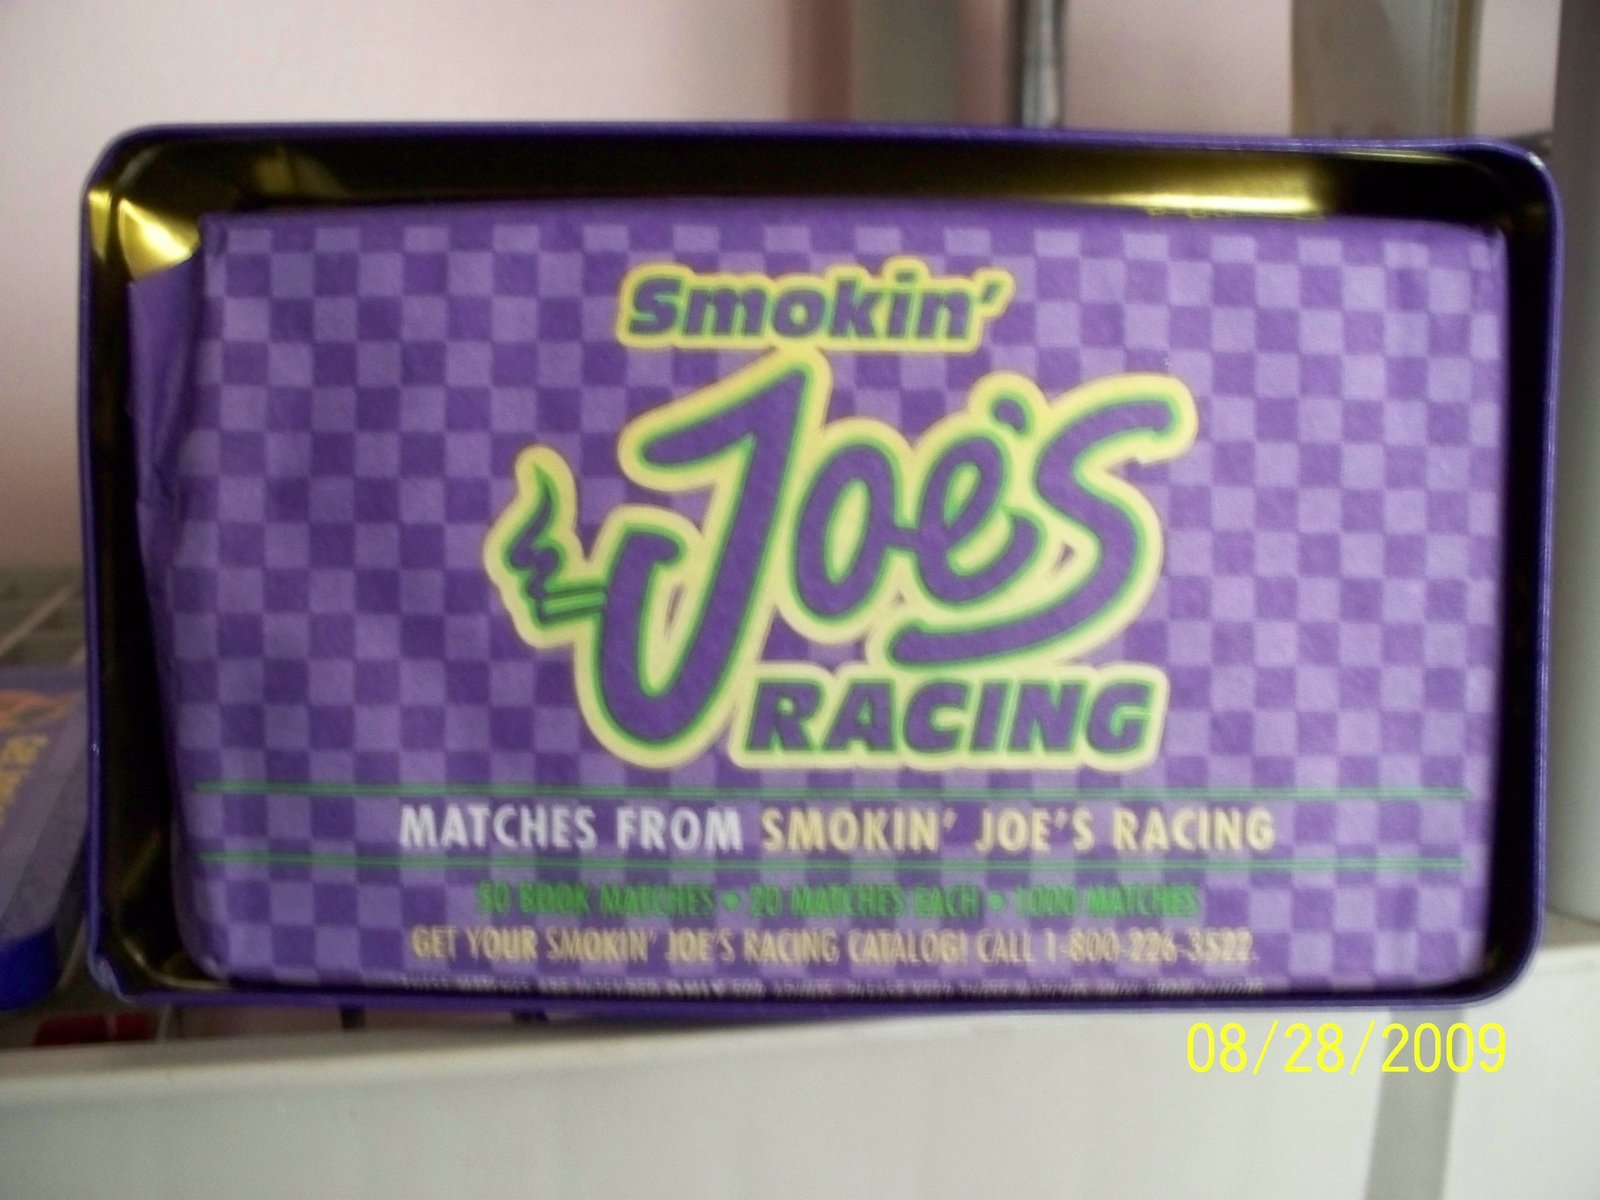 Smokin'
Joe's
RACING
MATCHES FROM SMOKIN' JOE'S RACING
50 BOOK MATCHES • 20 MATCHES EACH • 1000 MATCHES
GET YOUR SMOKIN' JOE'S RACING CATALOG! CALL 1-800-226-3522.
08/28/2009